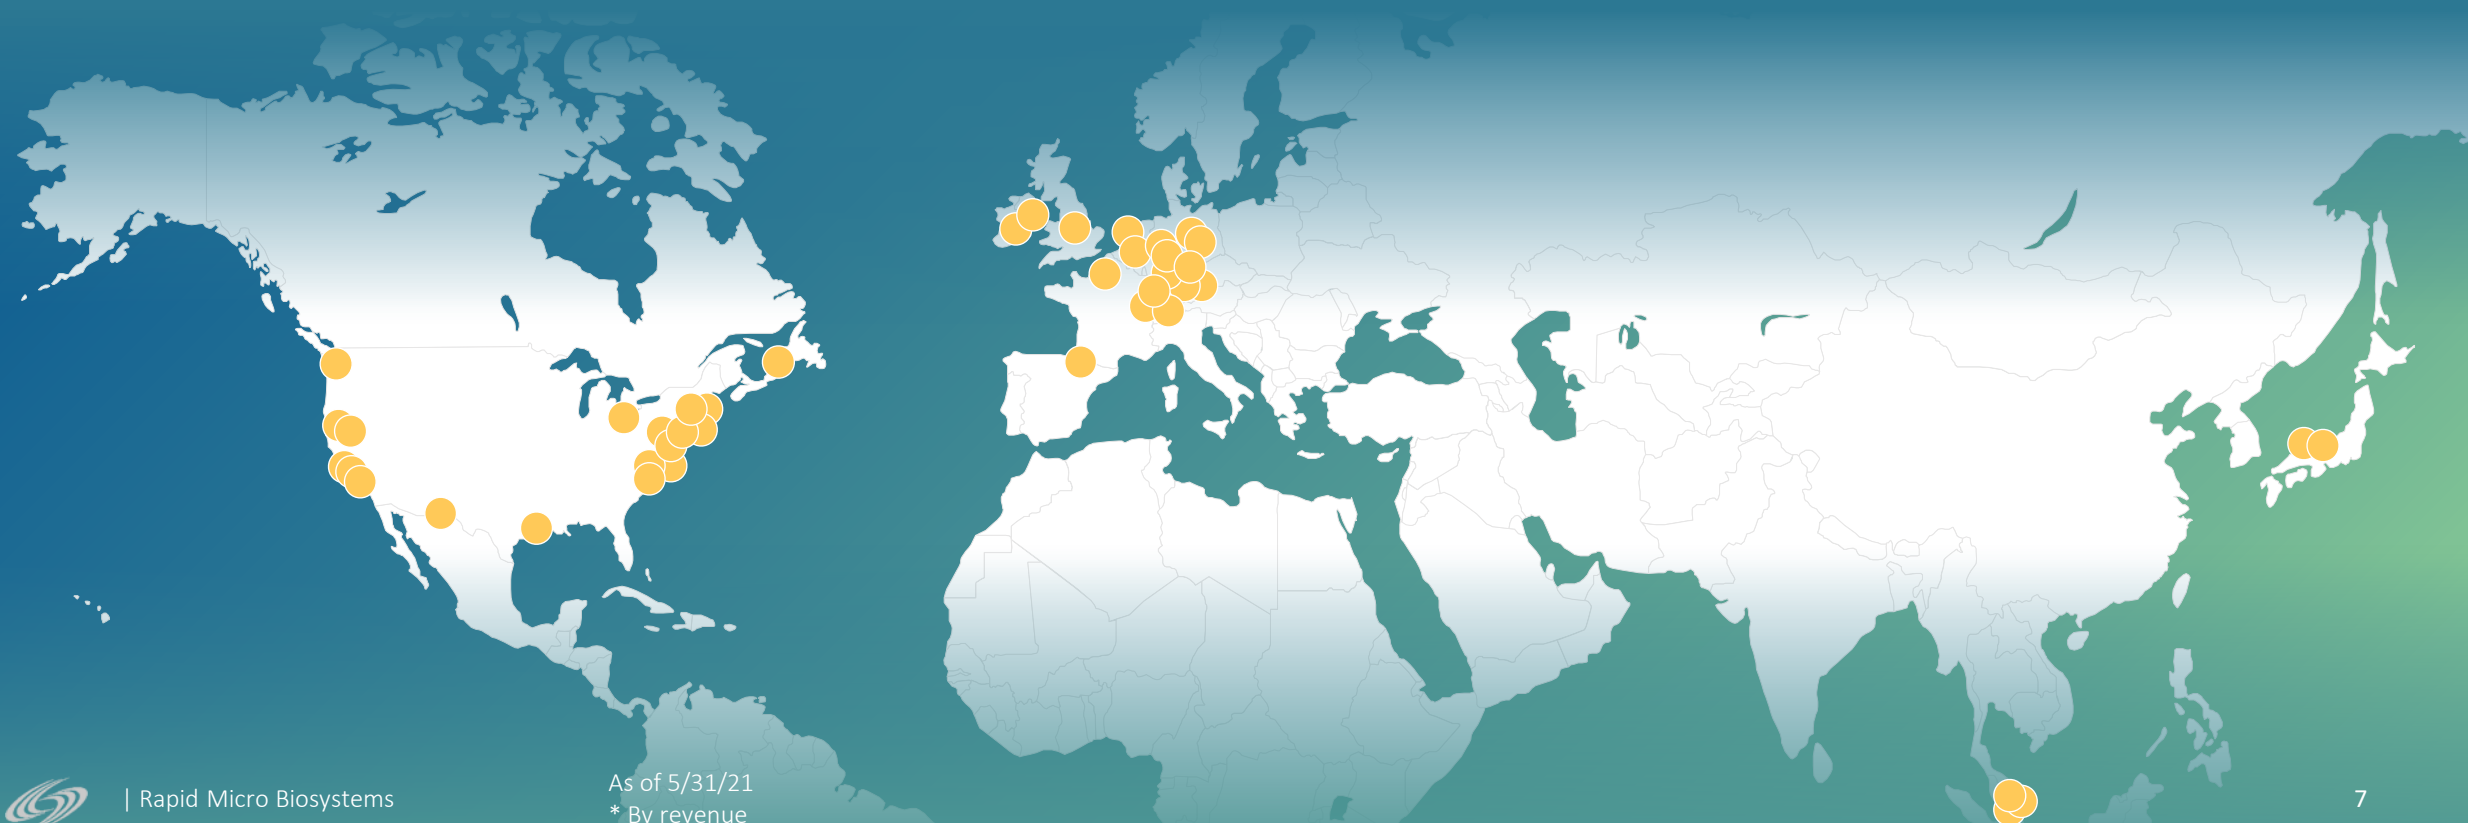 | Rapid Micro Biosystems
As of 5/31/21
* By revenue
7